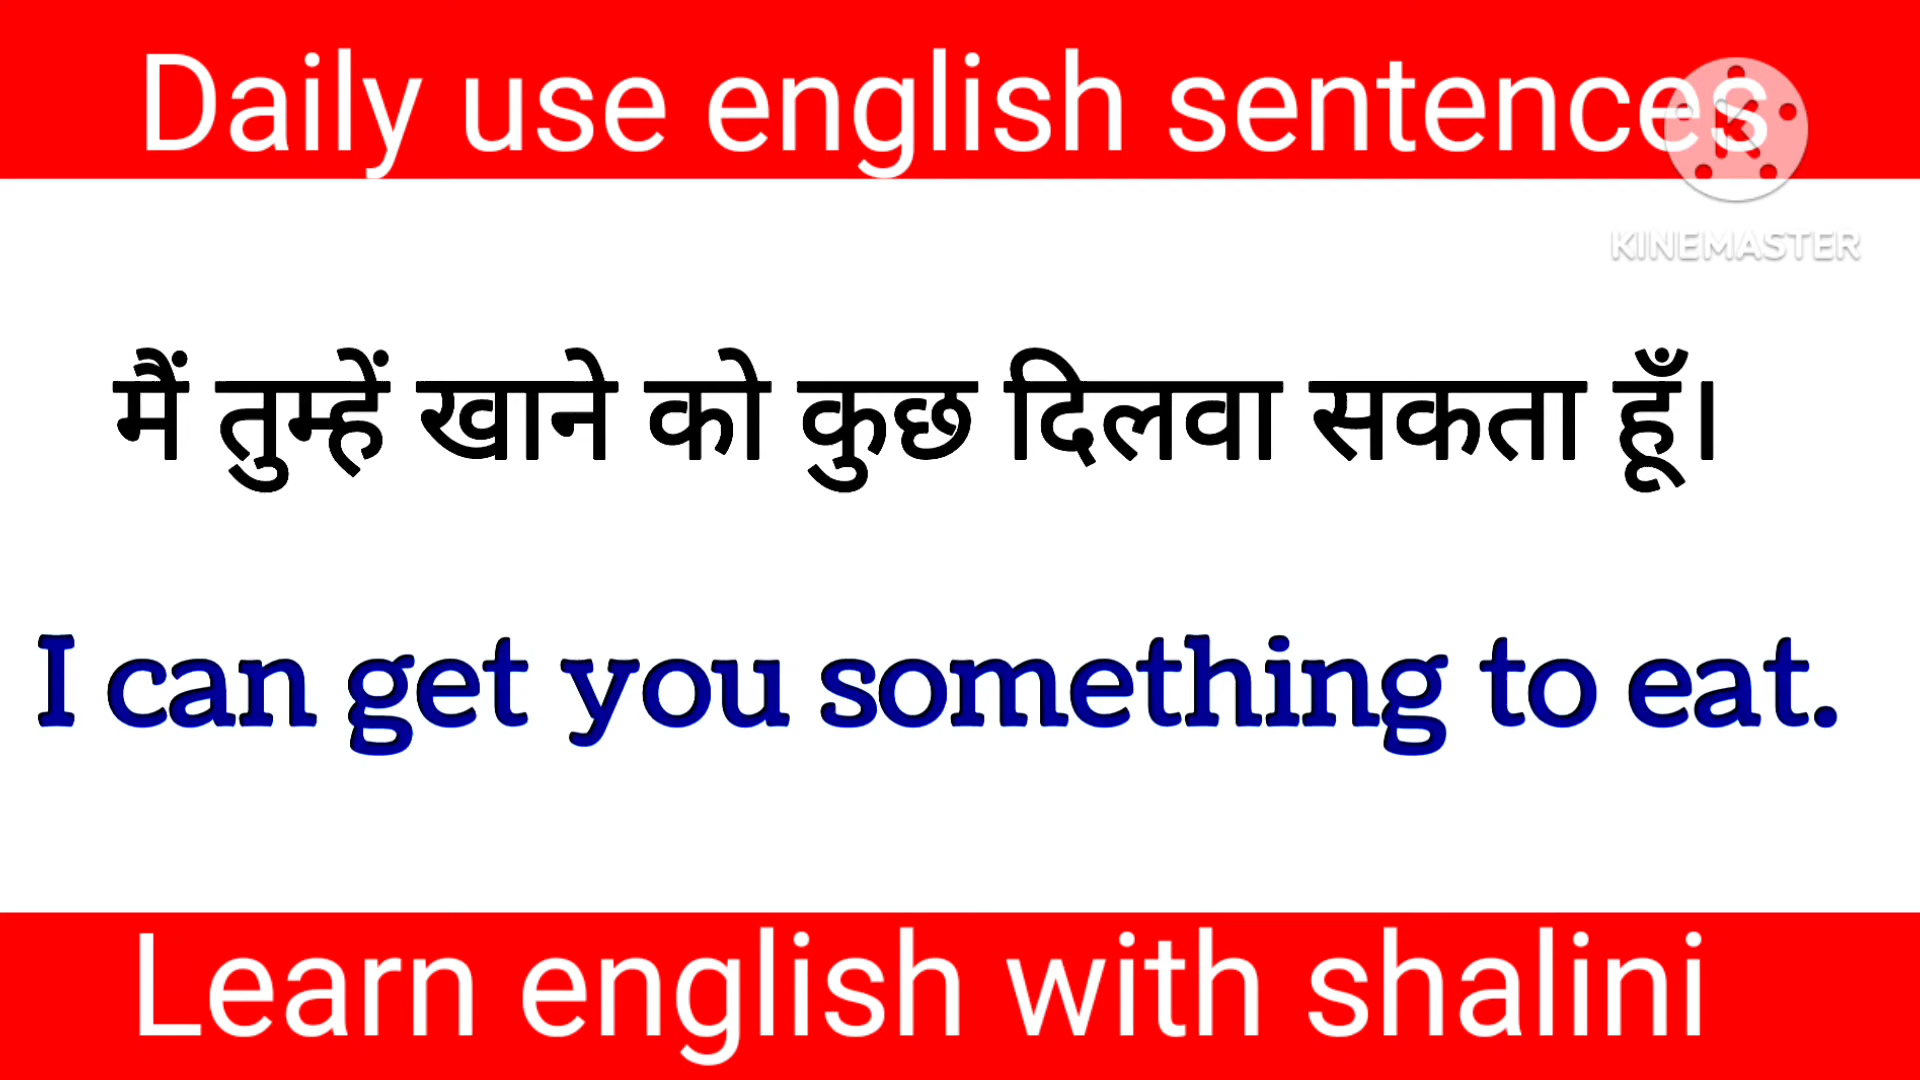 Daily use english sentences
KINEMASTER
मैं तुम्हें खाने को कुछ दिलवा सकता हूँ।
I can get you something to eat.
Learn english with shalini